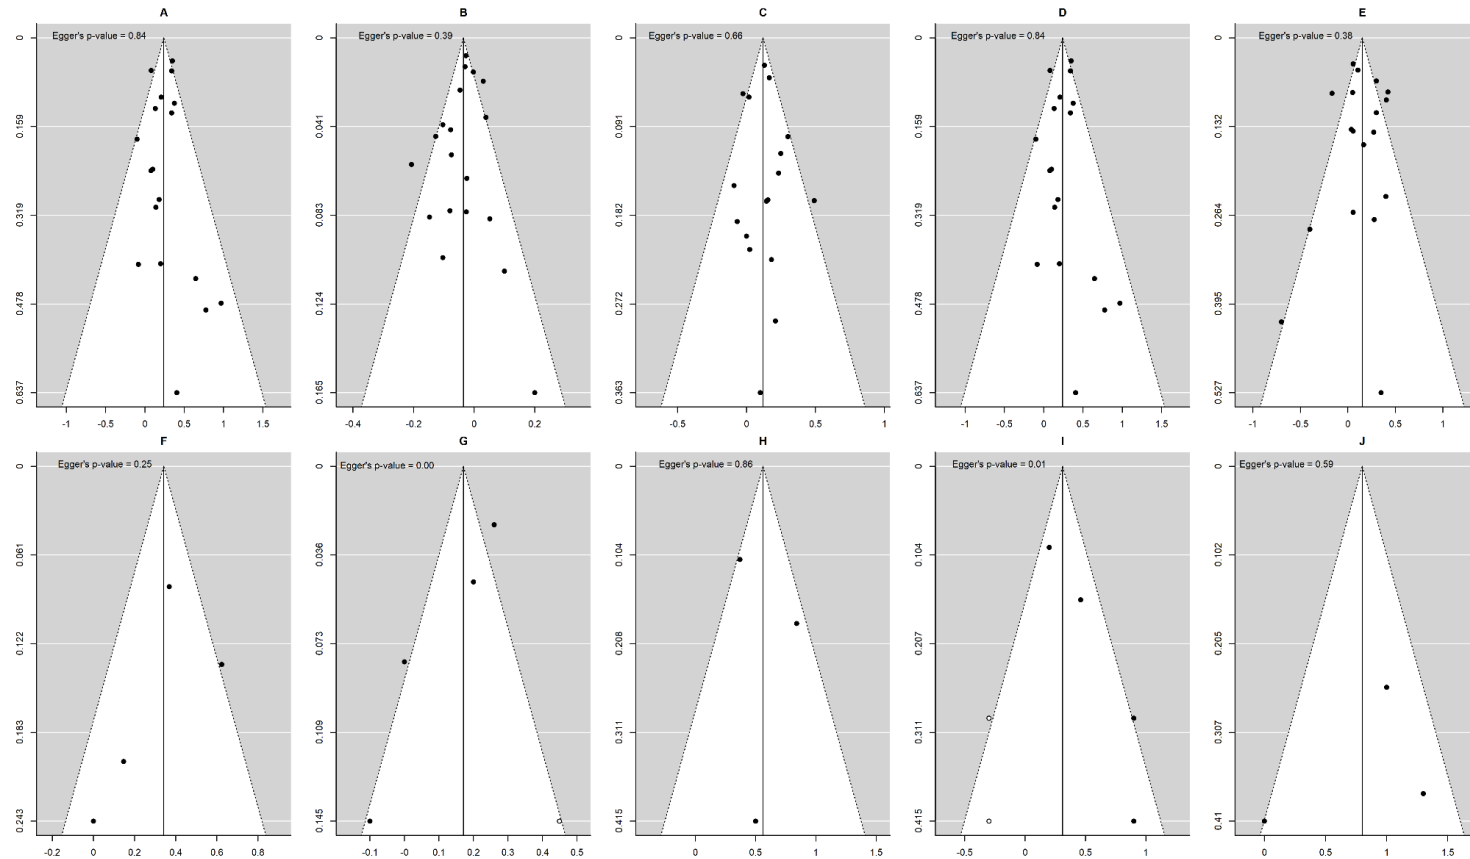 A
Egger's p-value = 0.84
0
0.159
0.319
0.478
0.637
-1 -0.5 0 0.5 1 1.5
B
Egger's p-value = 0.39
0
0.041
0.083
0.124
0.165
-0.4 -0.2 0 0.2
C
Egger's p-value = 0.66
0
0.091
0.182
0.272
0.363
-0.5 0 0.5 1
D
Egger's p-value = 0.84
0
0.159
0.319
0.478
0.637
-1 -0.5 0 0.5 1 1.5
E
Egger's p-value = 0.38
0
0.132
0.264
0.395
0.527
-1 -0.5 0 0.5 1
F
Egger's p-value = 0.25
0
0.061
0.122
0.183
0.243
-0.2 0 0.2 0.4 0.6 0.8
G
Egger's p-value = 0.00
0
0.036
0.073
0.109
0.145
-0.1 -0 0.1 0.2 0.3 0.4 0.5
H
Egger's p-value = 0.86
0
0.104
0.208
0.311
0.415
0 0.5 1 1.5
I
Egger's p-value = 0.01
0
0.104
0.207
0.311
0.415
-0.5 0 0.5 1
J
Egger's p-value = 0.59
0
0.102
0.205
0.307
0.41
0 0.5 1 1.5